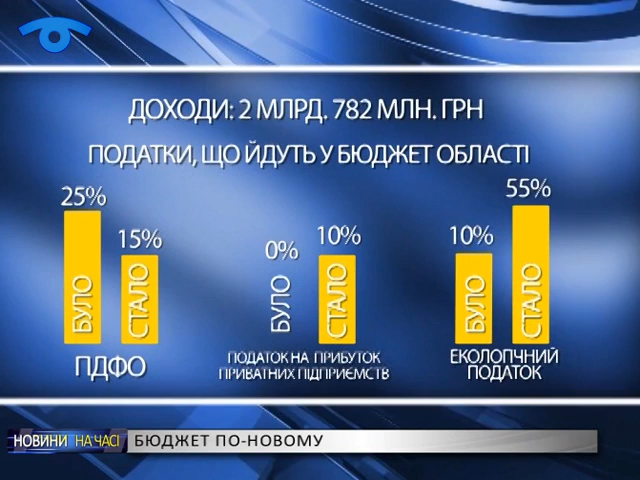 ДОХОДИ: 2 МЛРД. 782 МЛН. ГРН
ПОДАТКИ, ЩО ЙДУТЬ У БЮДЖЕТ ОБЛАСТІ
25%
15%
БУЛО
СТАЛО
ПДФО
0%
10%
БУЛО
СТАЛО
ПОДАТОК НА ПРИБУТОК
ПРИВАТНИХ ПІДПРИЄМСТВ
10%
55%
БУЛО
СТАЛО
ЕКОЛОГІЧНИЙ
ПОДАТОК
НОВИНИ НА ЧАСІ
БЮДЖЕТ ПО-НОВОМУ